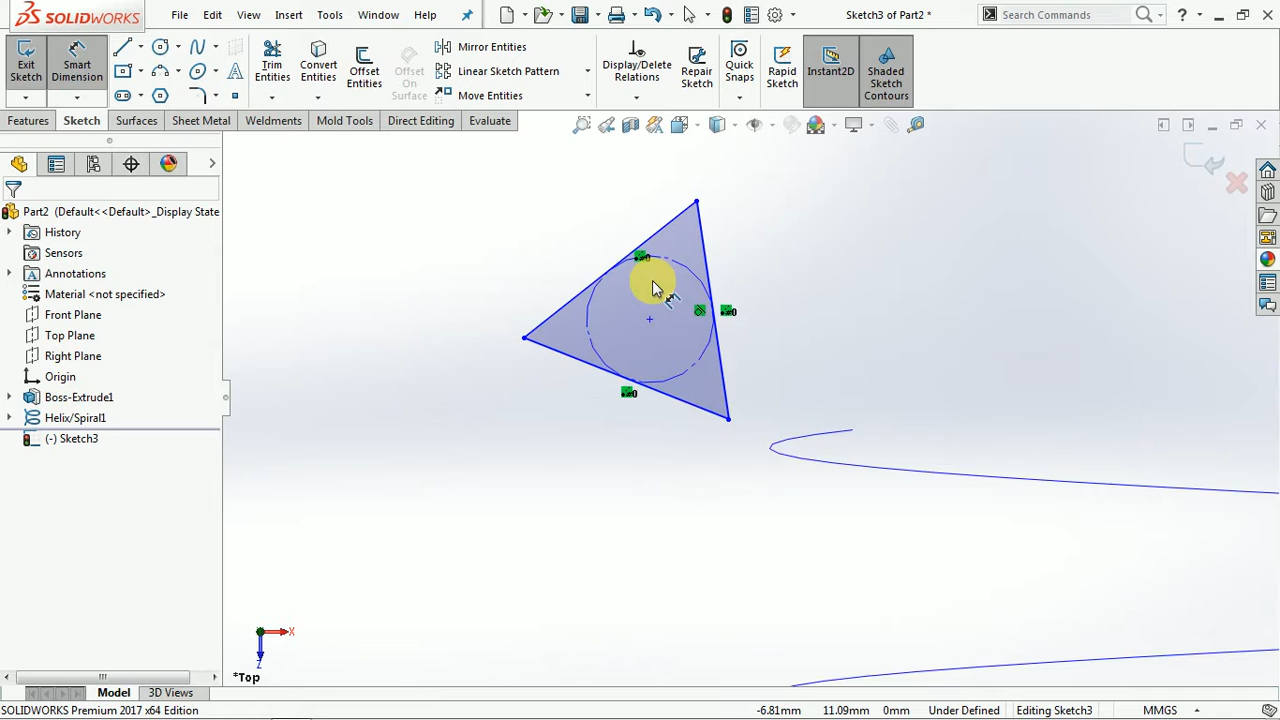 SOLIDWORKS
File Edit View Insert Tools Window Help
Sketch3 of Part2 *
Search Commands
Exit Sketch
Smart Dimension
Trim Entities
Convert Entities
Offset Entities
Offset On Surface
Mirror Entities
Linear Sketch Pattern
Move Entities
Display/Delete Relations
Repair Sketch
Quick Snaps
Rapid Sketch
Instant2D
Shaded Sketch Contours
Features Sketch Surfaces Sheet Metal Weldments Mold Tools Direct Editing Evaluate
Part2 (Default<<Default>_Display State
History
Sensors
Annotations
Material <not specified>
Front Plane
Top Plane
Right Plane
Origin
Boss-Extrude1
Helix/Spiral1
(-) Sketch3
X
Z
*Top
Model 3D Views
SOLIDWORKS Premium 2017 x64 Edition
-6.81mm 11.09mm 0mm Under Defined Editing Sketch3 MMGS